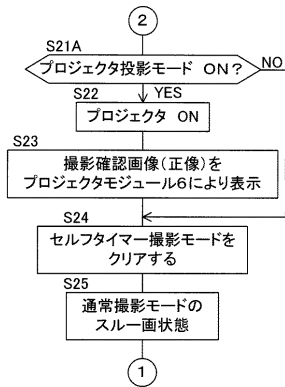 2
S21A
プロジェクタ投影モード ON?
NO
YES
S22
プロジェクタ ON
S23
撮影確認画像(正像)を
プロジェクタモジュール6により表示
S24
セルフタイマー撮影モードを
クリアする
S25
通常撮影モードの
スルー画状態
1